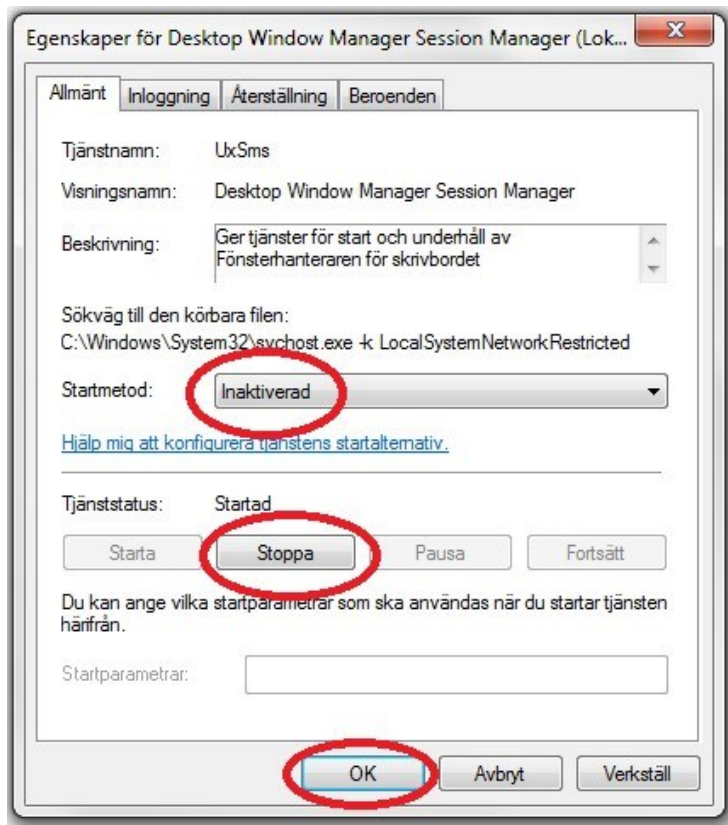 Egenskaper för Desktop Window Manager Session Manager (Lok...
Allmänt Inloggning Återställning Beroenden
Tjänstnamn: UxSms
Visningsnamn: Desktop Window Manager Session Manager
Beskrivning: Ger tjänster för start och underhåll av
Fönsterhanteraren för skrivbordet
Sökväg till den körbara filen:
C:\Windows\System32\svchost.exe -k LocalSystemNetworkRestricted
Startmetod: Inaktiverad
Hjälp mig att konfigurera tjänstens startalternativ.
Tjänststatus: Startad
Starta Stoppa Pausa Fortsätt
Du kan ange vilka startparametrar som ska användas när du startar tjänsten
härifrån.
Startparametrar:
OK Avbryt Verkställ